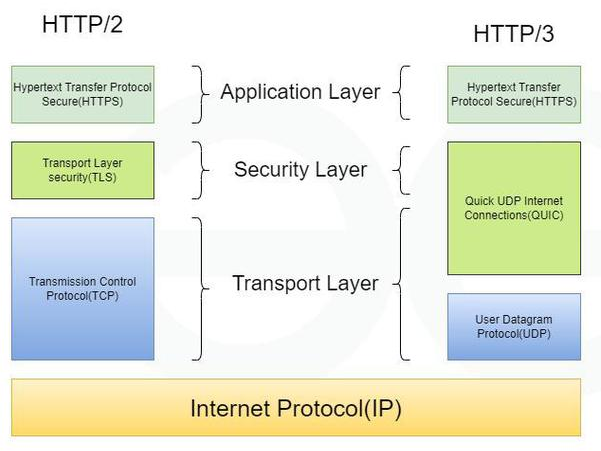 HTTP/2
HTTP/3
Hypertext Transfer Protocol
Secure(HTTPS)
Application Layer
Hypertext Transfer
Protocol Secure(HTTPS)
Transport Layer
security(TLS)
Security Layer
Quick UDP Internet
Connections(QUIC)
Transmission Control
Protocol(TCP)
Transport Layer
User Datagram
Protocol(UDP)
Internet Protocol(IP)